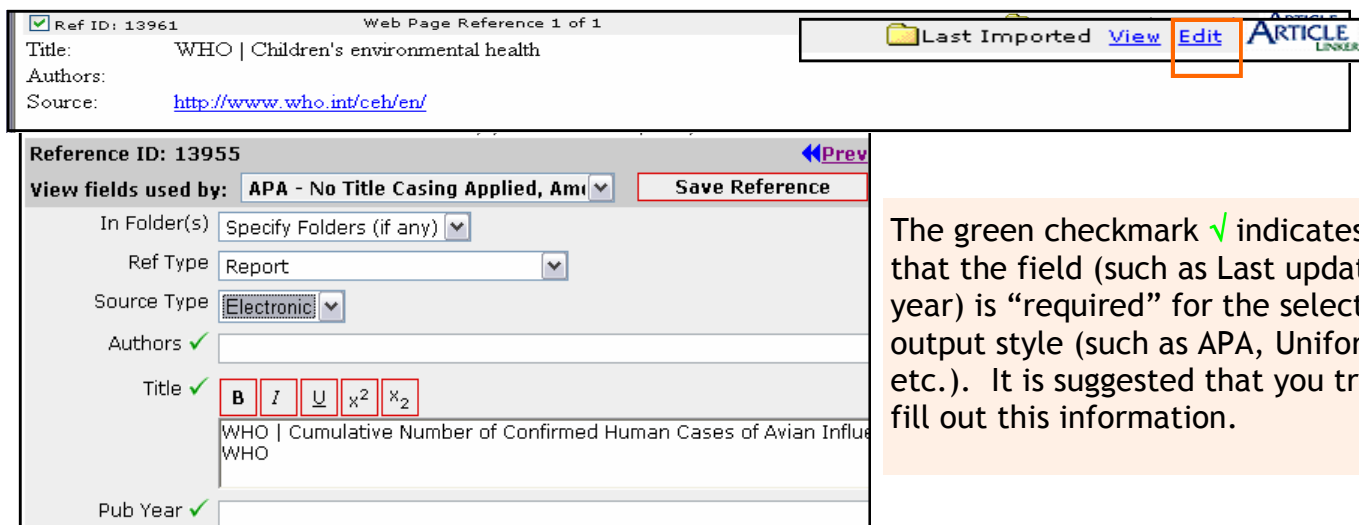 Ref ID: 13961 Web Page Reference 1 of 1
Last Imported View Edit ARTICLE LINKER
Title: WHO | Children's environmental health
Authors:
Source: http://www.who.int/ceh/en/
Reference ID: 13955 Prev
View fields used by: APA - No Title Casing Applied, Am Save Reference
In Folder(s) Specify Folders (if any)
Ref Type Report
Source Type Electronic
Authors ✓
Title ✓ B I U x² x₂
WHO | Cumulative Number of Confirmed Human Cases of Avian Influe
WHO
Pub Year ✓
The green checkmark √ indicates
that the field (such as Last updat
year) is “required” for the select
output style (such as APA, Unifor
etc.). It is suggested that you tr
fill out this information.